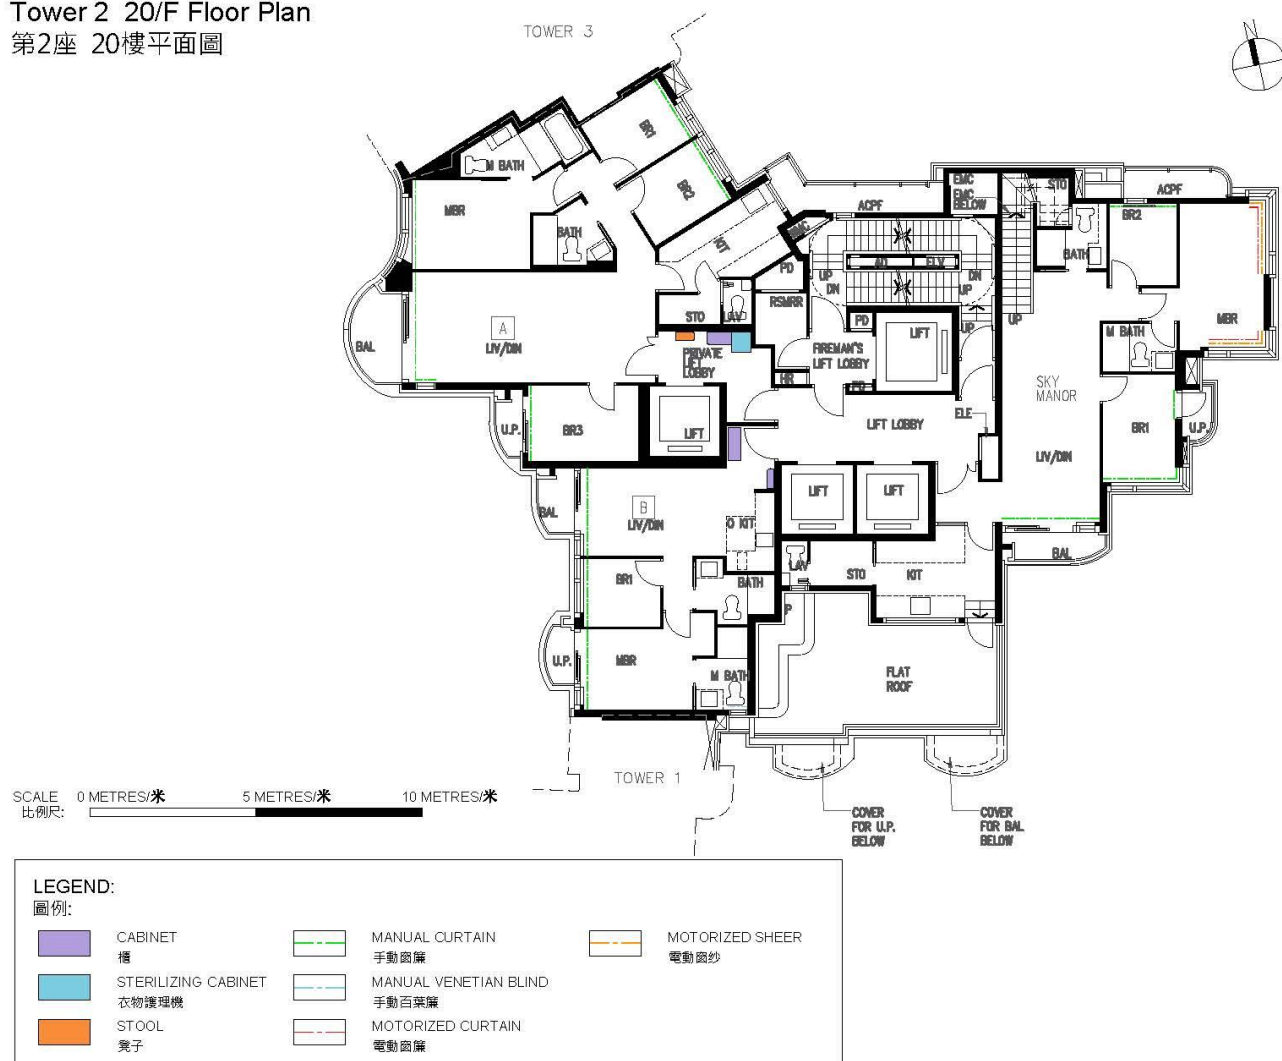 Tower 2 20/F Floor Plan
第2座 20樓平面圖
TOWER 3
N
BR1
M BATH
BR2
MBR
BATH
KIT
ACPF
EMC
EMC
BELOW
STO
ACPF
BR2
BATH
PD
UP
DN
AD
ELV
DN
UP
UP
UP
MBR
STO
LAV
RSMRR
PD
A
LIV/DIN
BAL
PRIVATE
LIFT
LOBBY
FIREMAN'S
LIFT LOBBY
LIFT
M BATH
HR
PD
SKY
MANOR
U.P.
BR3
LIFT
LIFT LOBBY
ELE
BR1
U.P.
LIV/DIN
B
LIV/DIN
BAL
O KIT
LIFT
LIFT
BAL
BR1
BATH
LAV
STO
KIT
U.P.
MBR
M BATH
P
FLAT
ROOF
TOWER 1
SCALE 0 METRES/米 5 METRES/米 10 METRES/米
比例尺:
COVER
FOR U.P.
BELOW
COVER
FOR BAL
BELOW
LEGEND:
圖例:
CABINET
櫃
STERILIZING CABINET
衣物護理機
STOOL
凳子
MANUAL CURTAIN
手動窗簾
MANUAL VENETIAN BLIND
手動百葉簾
MOTORIZED CURTAIN
電動窗簾
MOTORIZED SHEER
電動窗紗